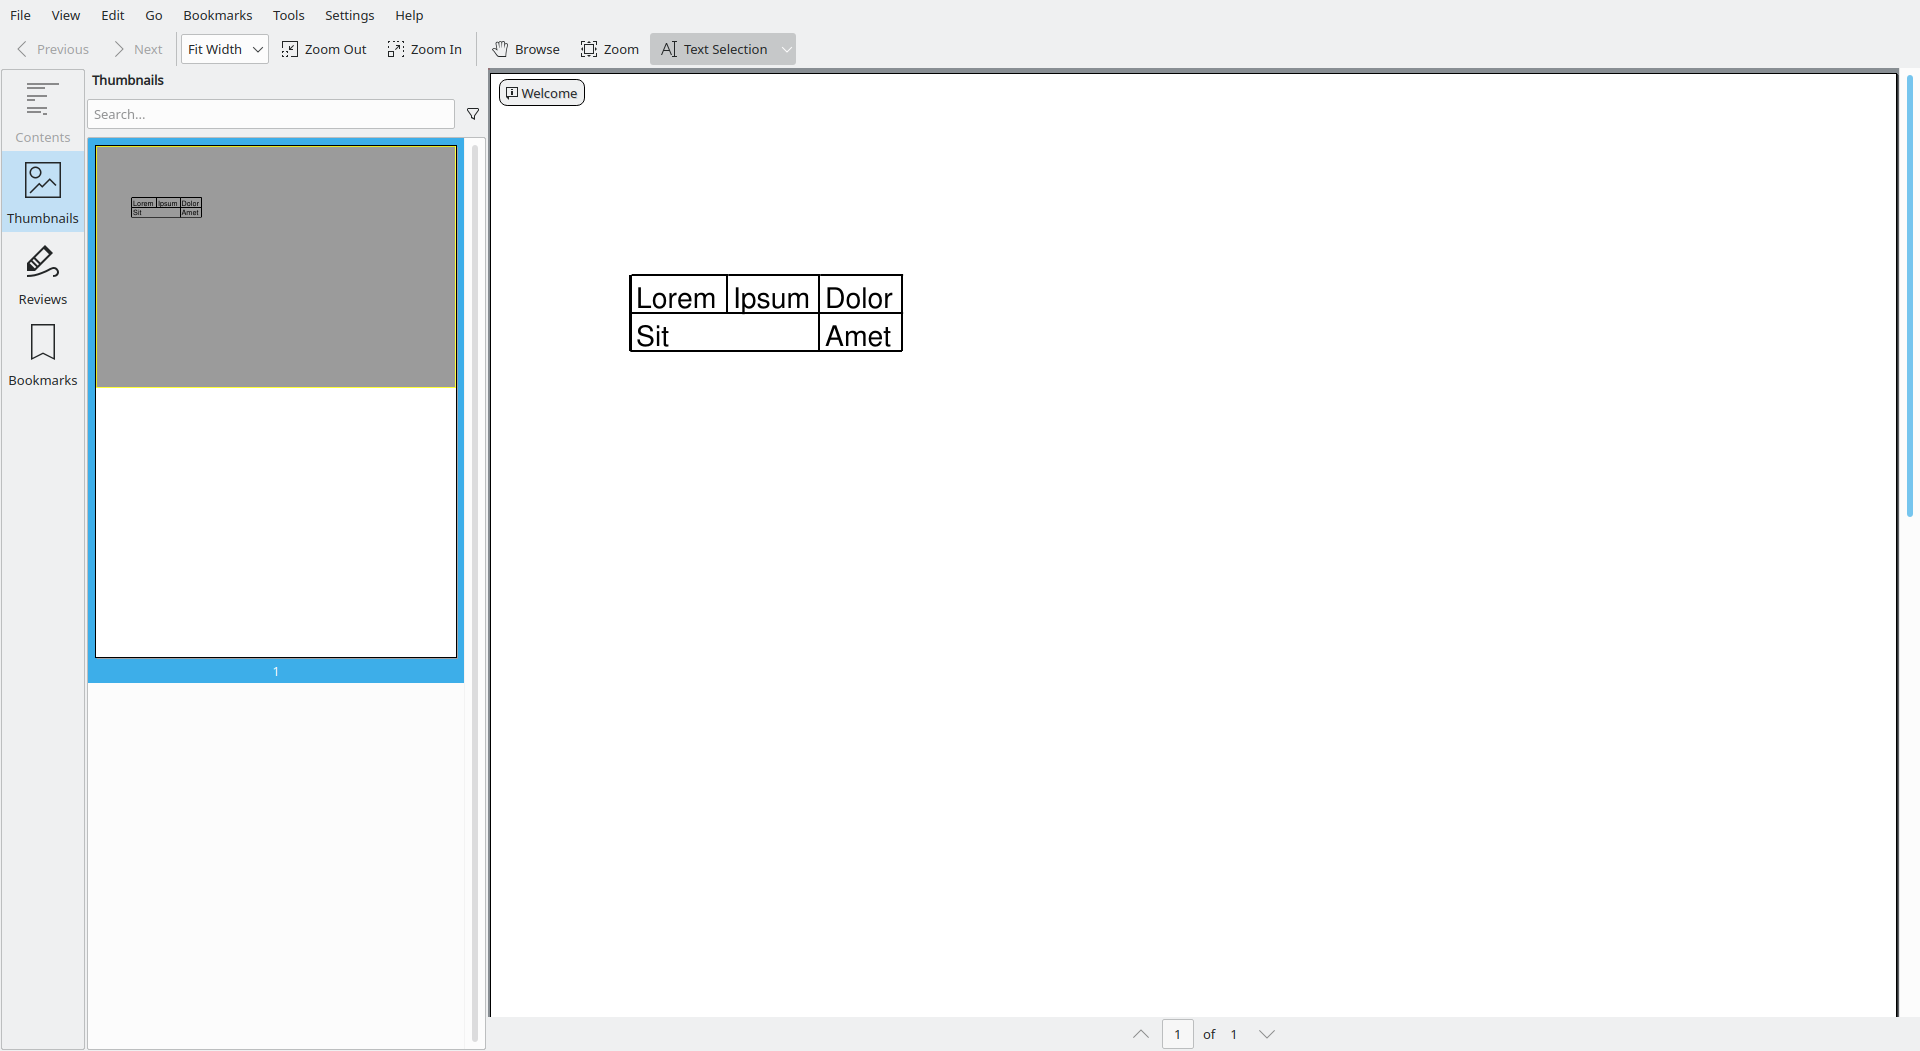 File View Edit Go Bookmarks Tools Settings Help
Previous Next Fit Width Zoom Out Zoom In Browse Zoom Text Selection
Thumbnails
Search...
Contents
Thumbnails
Reviews
Bookmarks
Lorem Ipsum Dolor
Sit Amet
1
Welcome
Lorem Ipsum Dolor
Sit Amet
1 of 1